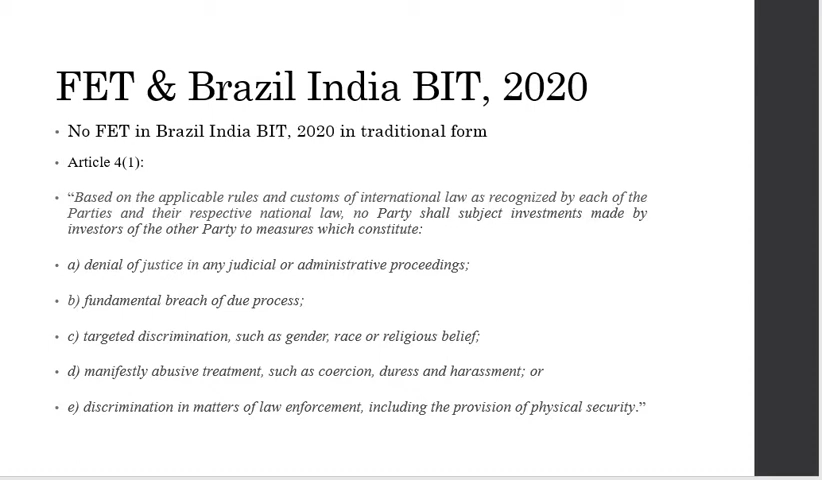 FET & Brazil India BIT, 2020
• No FET in Brazil India BIT, 2020 in traditional form
• Article 4(1):
• “Based on the applicable rules and customs of international law as recognized by each of the
Parties and their respective national law, no Party shall subject investments made by
investors of the other Party to measures which constitute:
• a) denial of justice in any judicial or administrative proceedings;
• b) fundamental breach of due process;
• c) targeted discrimination, such as gender, race or religious belief;
• d) manifestly abusive treatment, such as coercion, duress and harassment; or
• e) discrimination in matters of law enforcement, including the provision of physical security.”